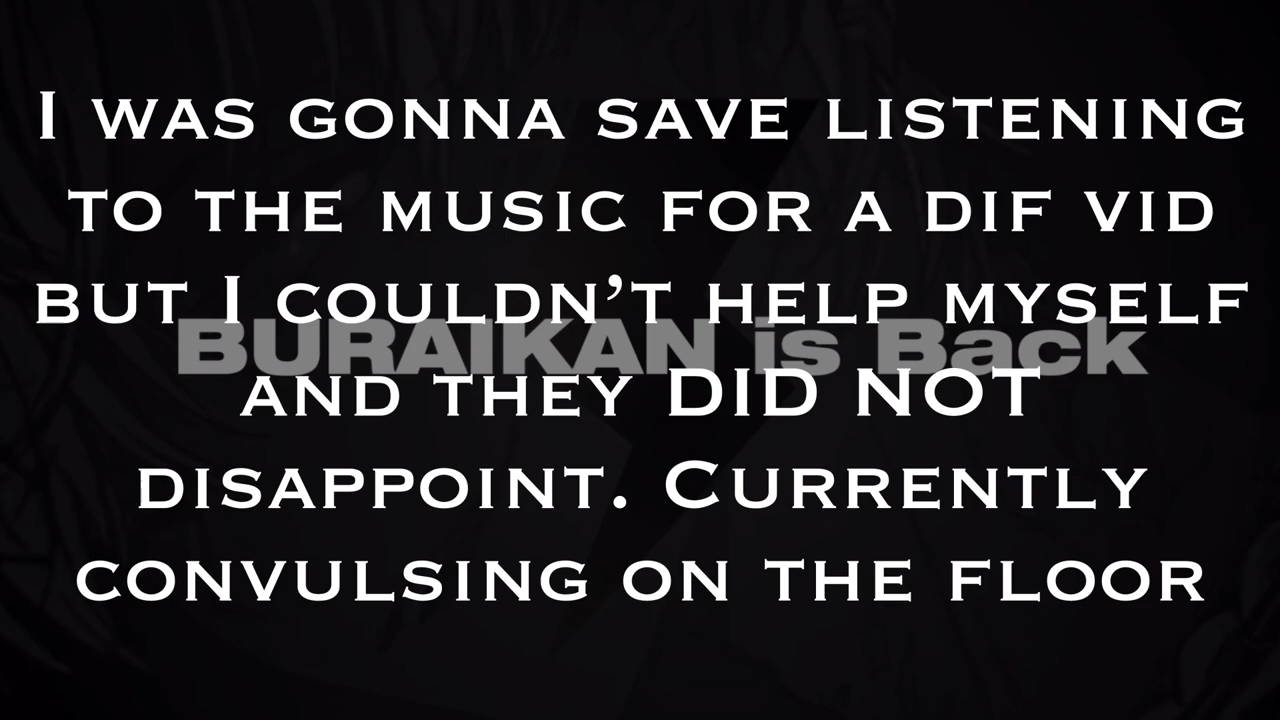 I WAS GONNA SAVE LISTENING
TO THE MUSIC FOR A DIF VID
BUT I COULDN'T HELP MYSELF
BURAIKAN is Back
AND THEY DID NOT
DISAPPOINT. CURRENTLY
CONVULSING ON THE FLOOR